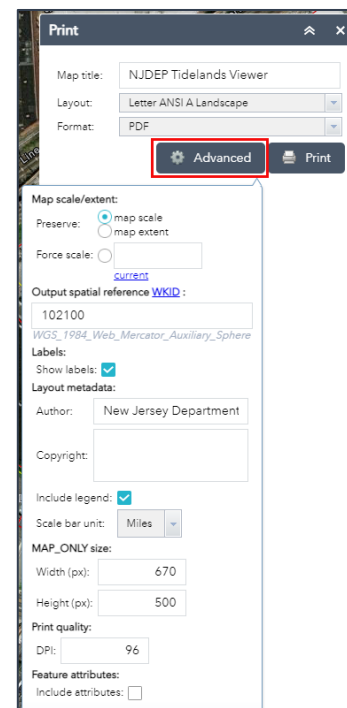 Print
Map title: NJDEP Tidelands Viewer
Layout: Letter ANSI A Landscape
Format: PDF
Advanced Print
Map scale/extent:
Preserve: map scale
map extent
Force scale:
current
Output spatial reference WKID :
102100
WGS_1984_Web_Mercator_Auxiliary_Sphere
Labels:
Show labels:
Layout metadata:
Author: New Jersey Department
Copyright:
Include legend:
Scale bar unit: Miles
MAP_ONLY size:
Width (px): 670
Height (px): 500
Print quality:
DPI: 96
Feature attributes:
Include attributes: